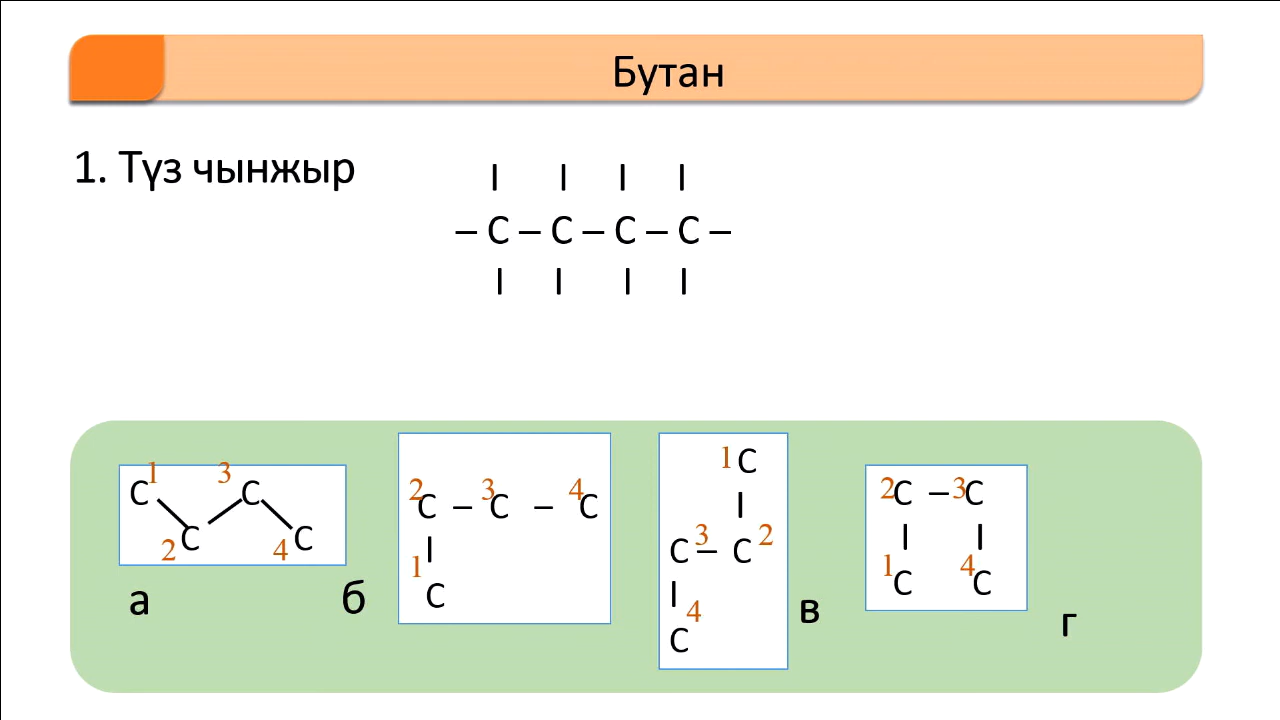 Бутан
1. Түз чынжыр
I I I I
– C – C – C – C –
I I I I
1 3
C C
C C
2 4
а
б
2 3 4
C – C – C
I
1
C
1 C
I
C 3 – C 2
I
4
C
в
2 C – 3 C
I I
1 4
C C
г